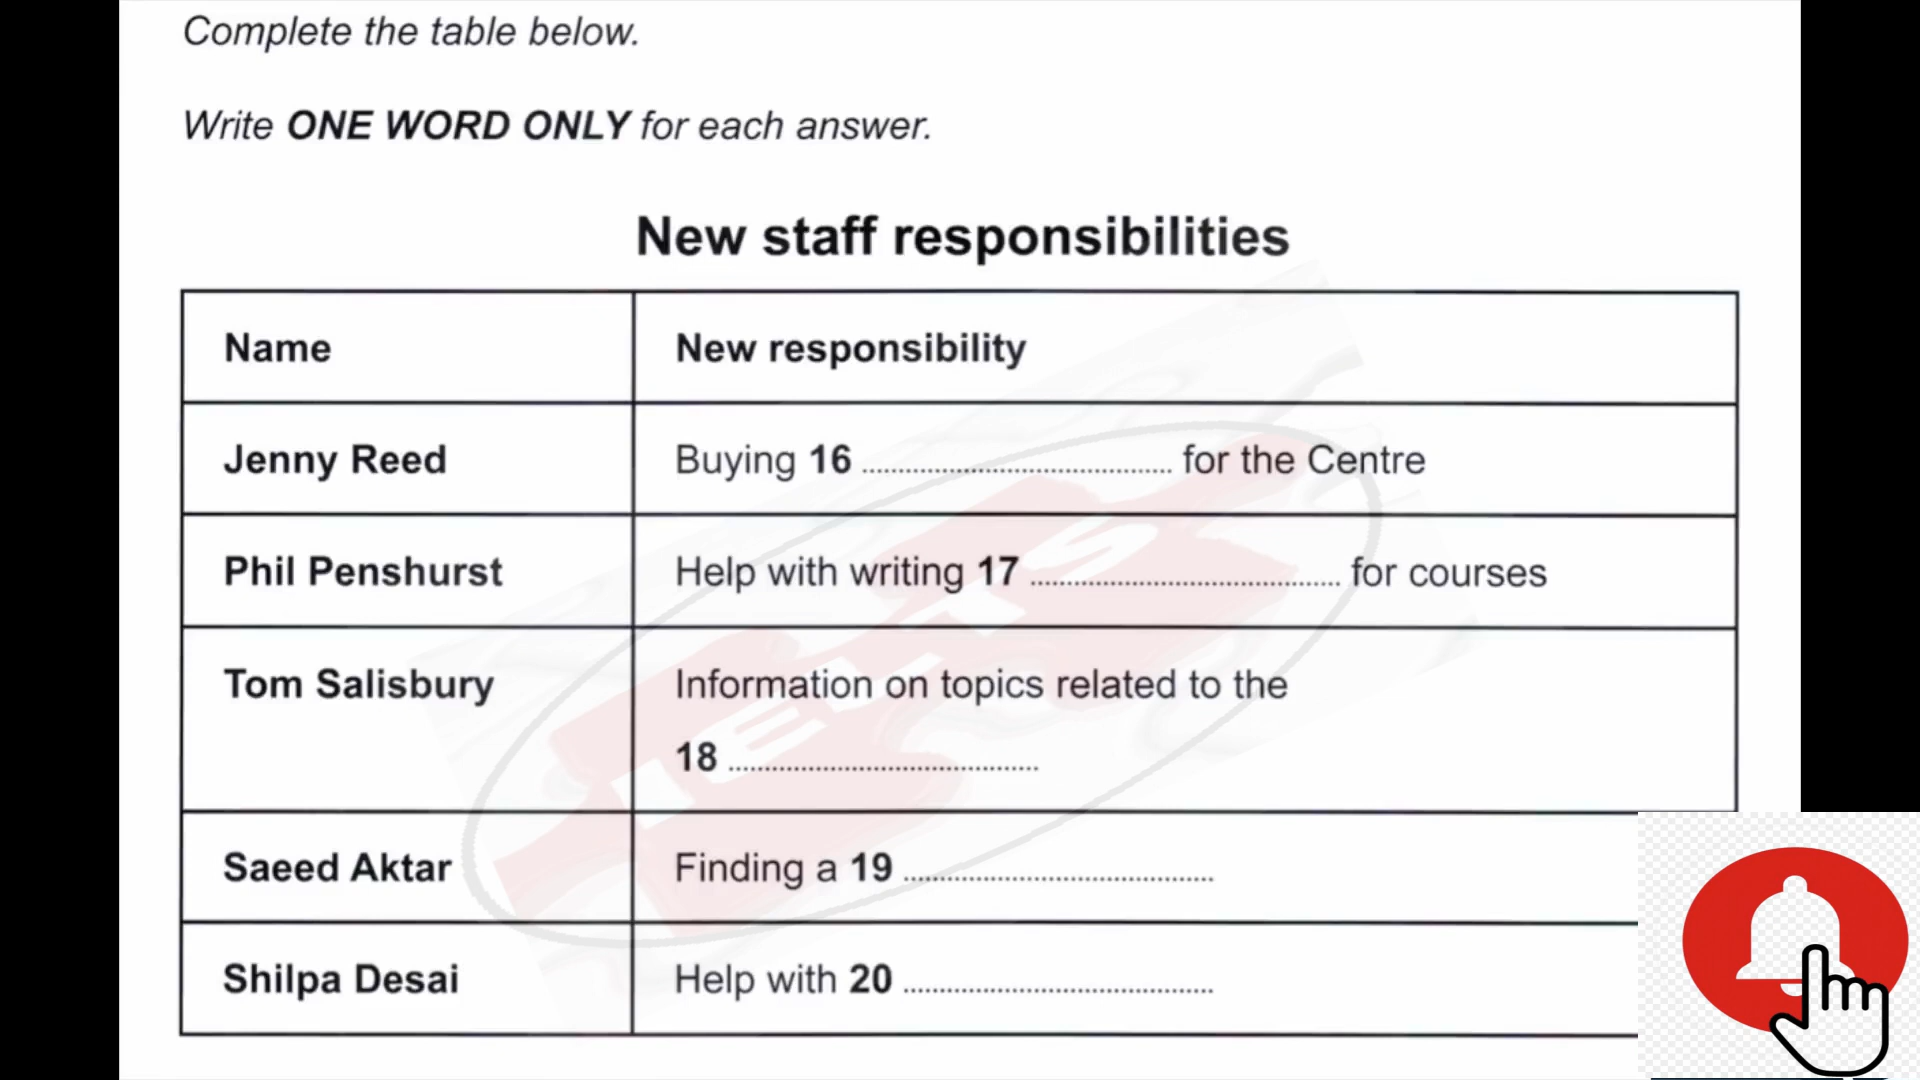 Complete the table below.
Write ONE WORD ONLY for each answer.
New staff responsibilities
Name New responsibility
Jenny Reed Buying 16 .................................... for the Centre
Phil Penshurst Help with writing 17 .................................... for courses
Tom Salisbury Information on topics related to the
18 ....................................
Saeed Aktar Finding a 19 ....................................
Shilpa Desai Help with 20 ....................................
IELTS